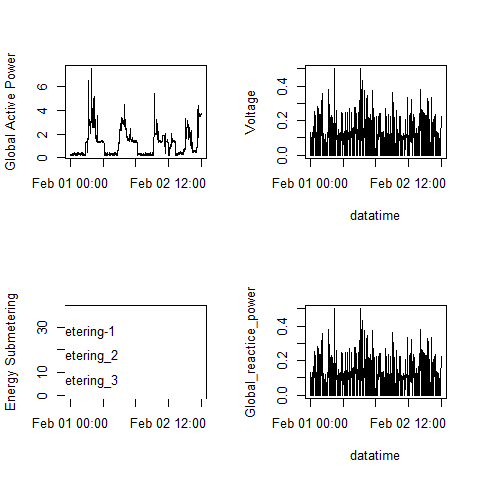 Global Active Power
0 2 4 6
Feb 01 00:00 Feb 02 12:00
Voltage
0.0 0.2 0.4
Feb 01 00:00 Feb 02 12:00
datatime
Energy Submetering
0 10 30
etering-1
etering_2
etering_3
Feb 01 00:00 Feb 02 12:00
Global_reactice_power
0.0 0.2 0.4
Feb 01 00:00 Feb 02 12:00
datatime